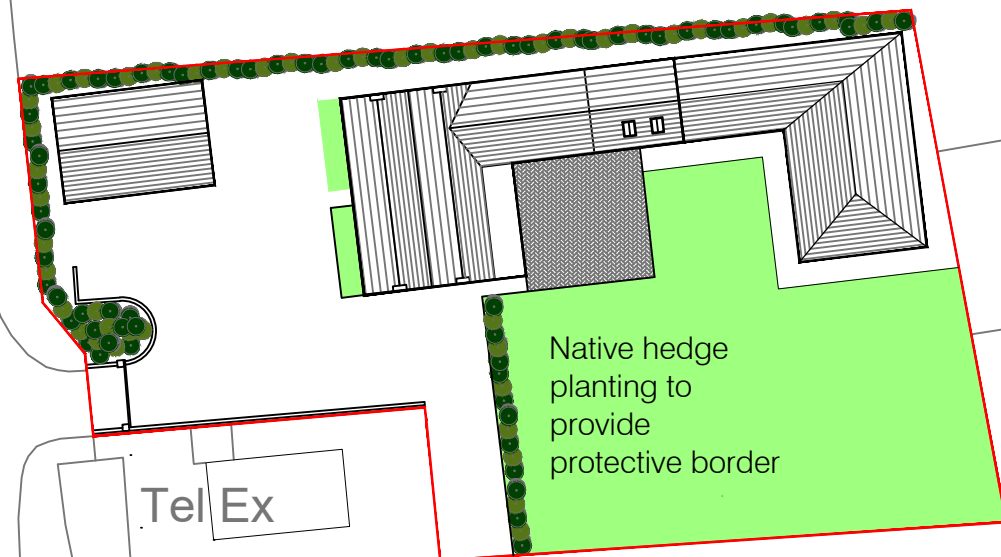 Native hedge
planting to
provide
protective border
Tel Ex